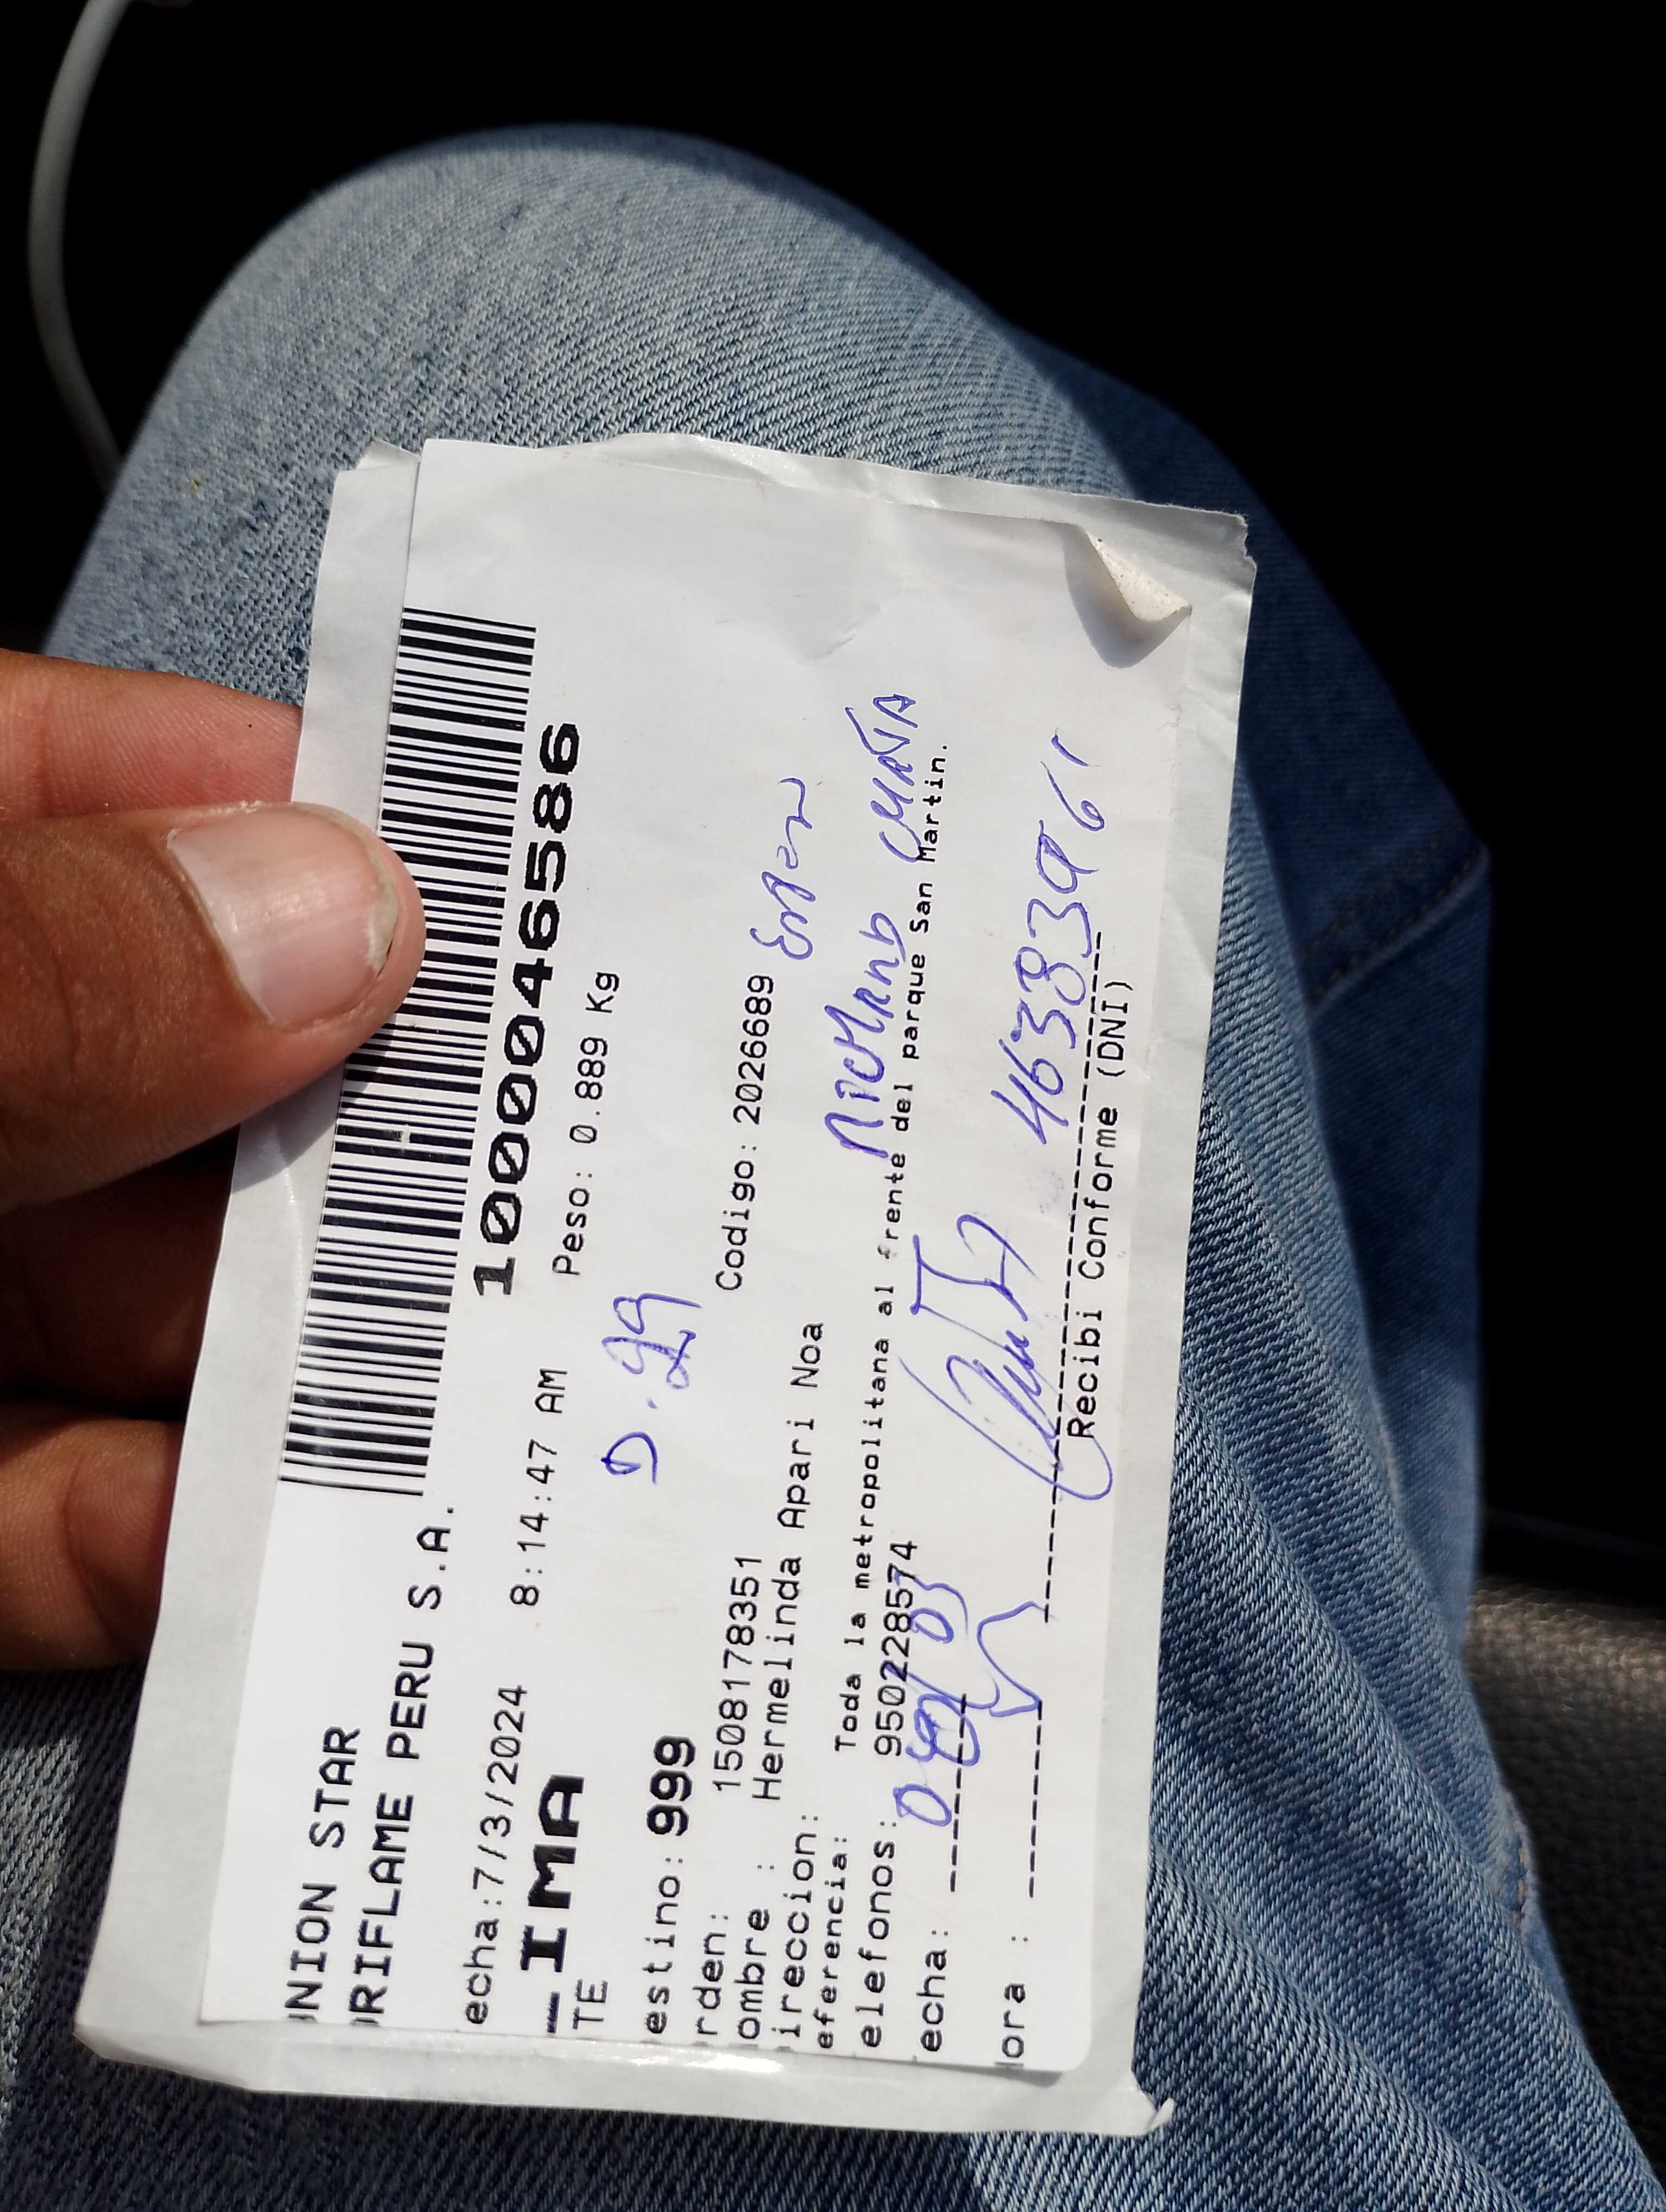 NION STAR
ORIFLAME PERU S.A.
1000046586
echa:7/3/2024 8:14:47 AM Peso: 0.889 Kg
LIMA
TE
D.
estino: 999
rden: 1508178351 Codigo: 2026689
ombre : Hermelinda Apari Noa
ireccion:
eferencia: Toda la metropolitana al frente del parque San Martin.
elefonos: 950228574
echa:
ora :
46383961
Recibi Conforme (DNI)